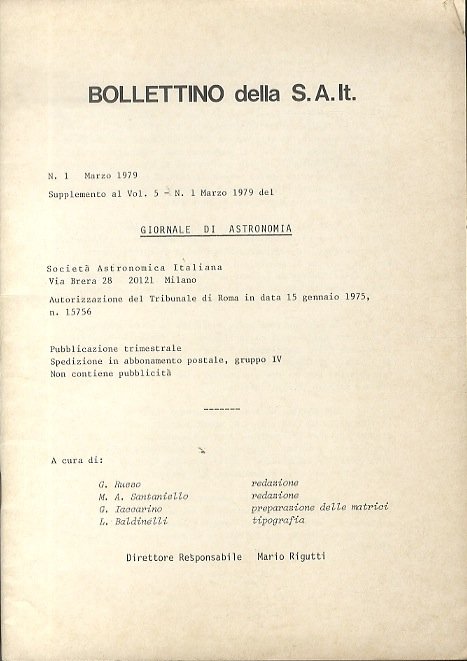 BOLLETTINO della S.A.It.
N. 1 Marzo 1979
Supplemento al Vol. 5 - N. 1 Marzo 1979 del
GIORNALE DI ASTRONOMIA
Società Astronomica Italiana
Via Brera 28 20121 Milano
Autorizzazione del Tribunale di Roma in data 15 gennaio 1975,
n. 15756
Pubblicazione trimestrale
Spedizione in abbonamento postale, gruppo IV
Non contiene pubblicità
-------
A cura di:
G. Russo redazione
M. A. Santaniello redazione
G. Iaccarino preparazione delle matrici
L. Baldinelli tipografia
Direttore Responsabile Mario Rigutti